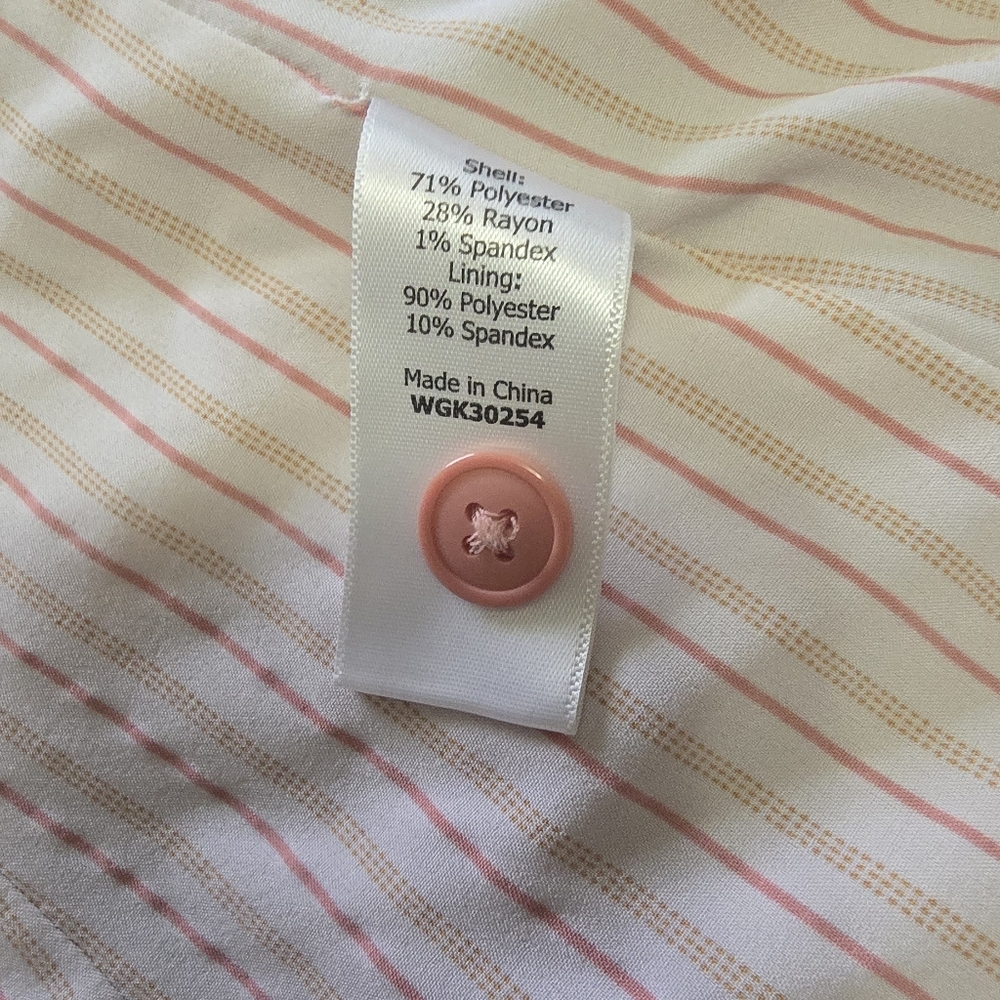 Shell:
71% Polyester
28% Rayon
1% Spandex
Lining:
90% Polyester
10% Spandex
Made in China
WGK30254